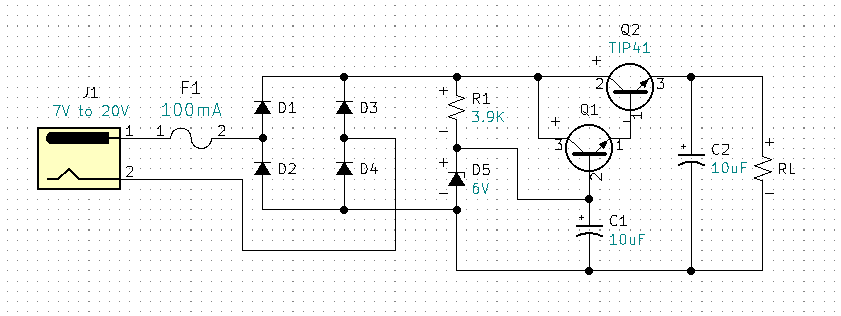 Q2
TIP41
+
2
3
1
J1
7V to 20V
F1
100mA
1
1
2
2
D1
D3
D2
D4
+
R1
3.9K
−
+
D5
6V
−
Q1
+
−
3
1
2
+
C1
10uF
+
C2
10uF
+
RL
−